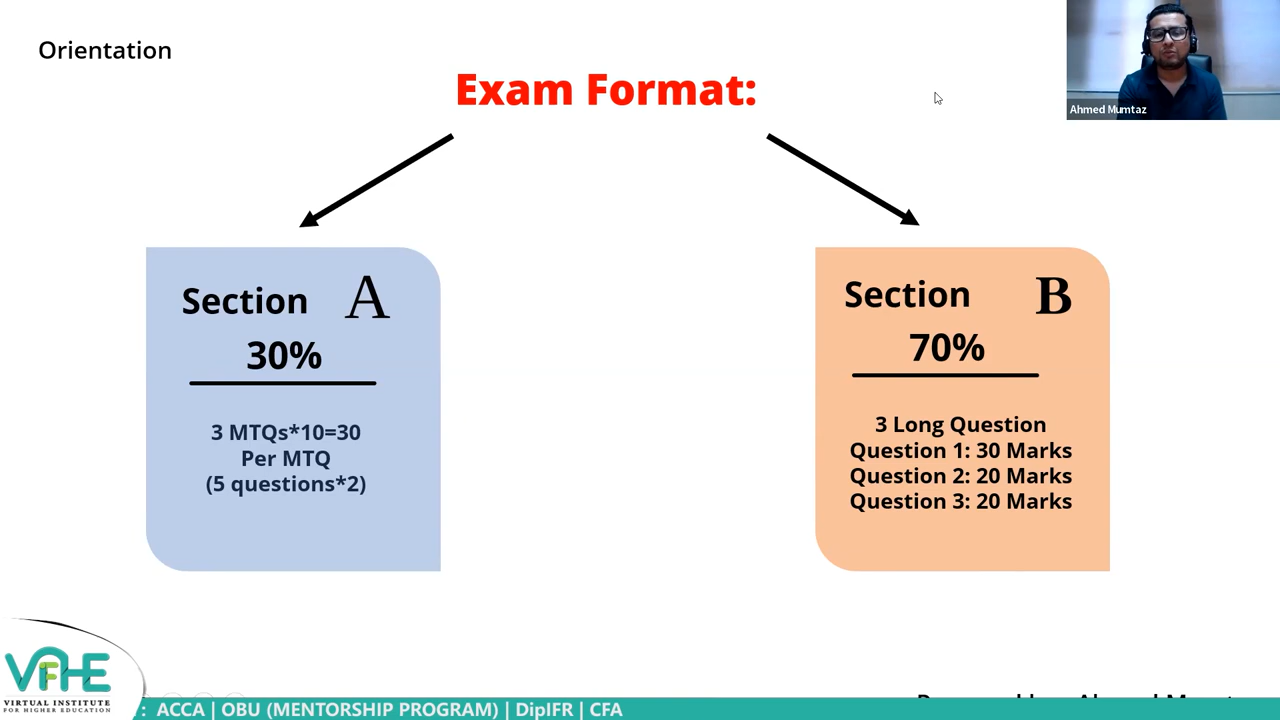 Orientation
Exam Format:
Ahmed Mumtaz
Section A
30%
3 MTQs*10=30
Per MTQ
(5 questions*2)
Section B
70%
3 Long Question
Question 1: 30 Marks
Question 2: 20 Marks
Question 3: 20 Marks
VFHE
VIRTUAL INSTITUTE
FOR HIGHER EDUCATION
: ACCA | OBU (MENTORSHIP PROGRAM) | DipIFR | CFA